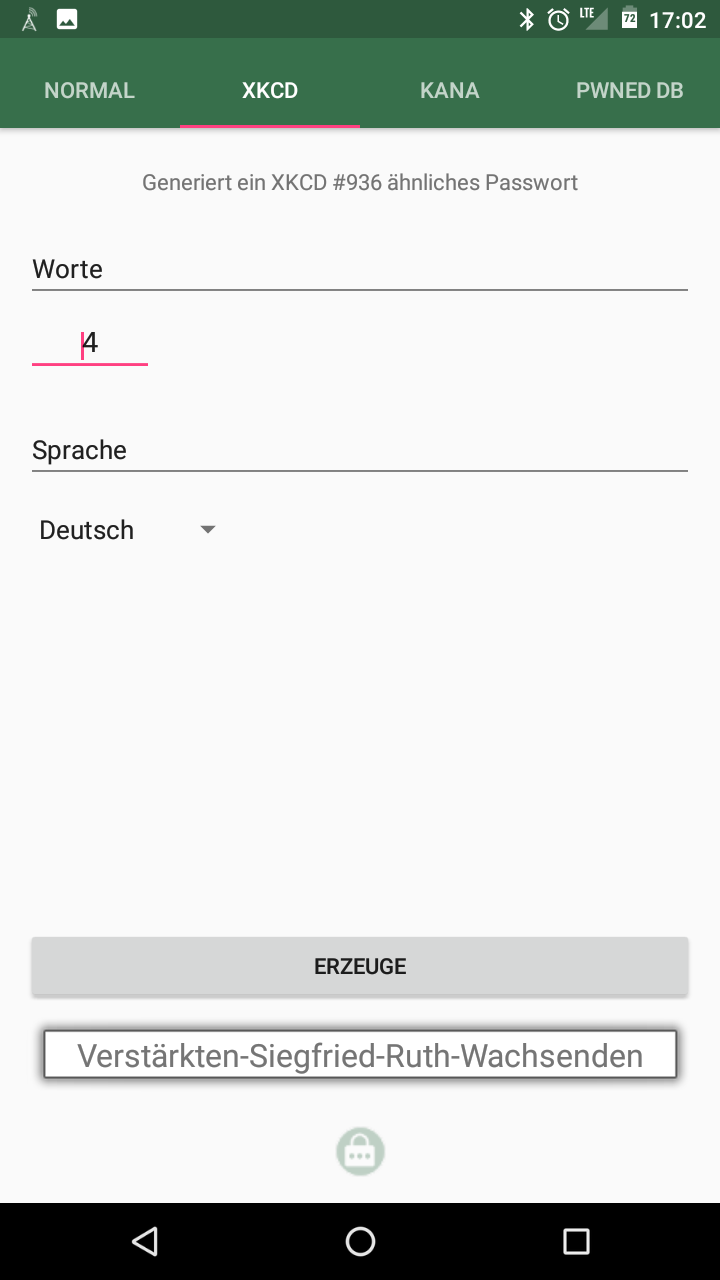 LTE 72 17:02
NORMAL XKCD KANA PWNED DB
Generiert ein XKCD #936 ähnliches Passwort
Worte
4
Sprache
Deutsch
ERZEUGE
Verstärkten-Siegfried-Ruth-Wachsenden